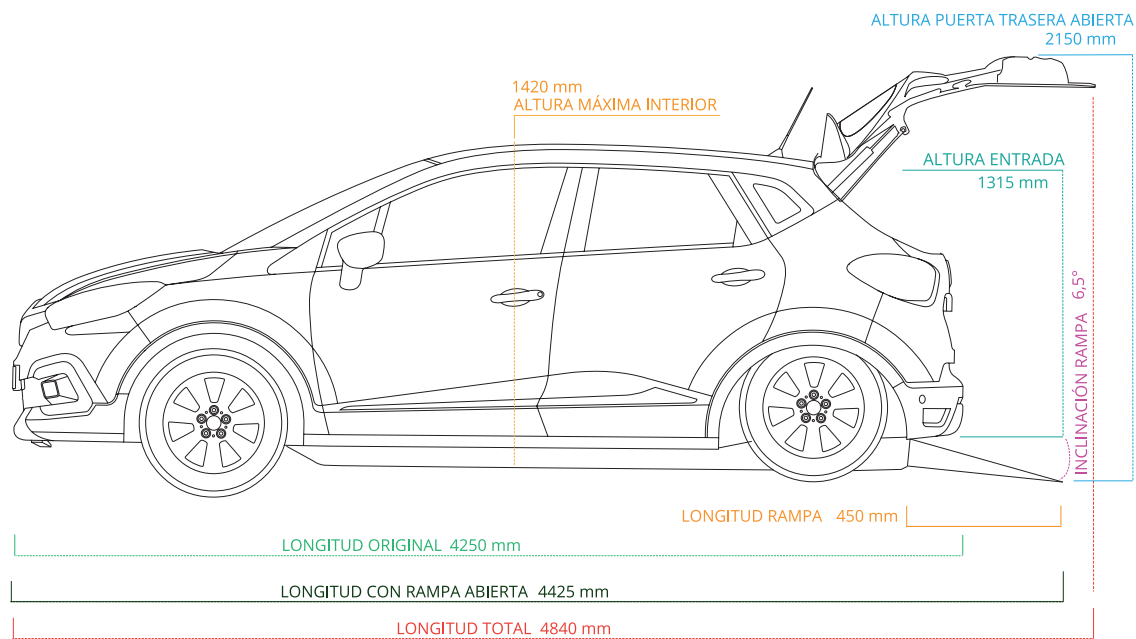 ALTURA PUERTA TRASERA ABIERTA
2150 mm
1420 mm
ALTURA MÁXIMA INTERIOR
ALTURA ENTRADA
1315 mm
INCLINACIÓN RAMPA 6,5°
LONGITUD RAMPA 450 mm
LONGITUD ORIGINAL 4250 mm
LONGITUD CON RAMPA ABIERTA 4425 mm
LONGITUD TOTAL 4840 mm